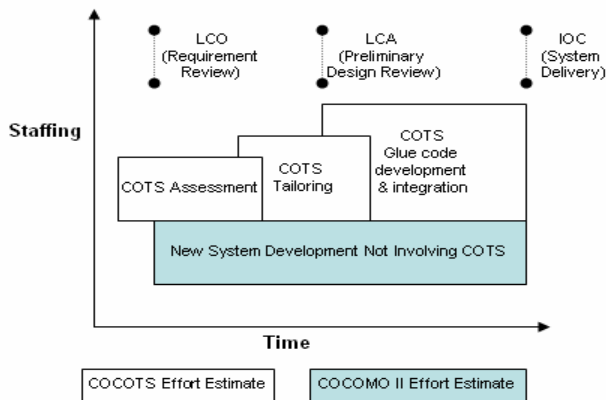 LCO
(Requirement
Review)
LCA
(Preliminary
Design Review)
IOC
(System
Delivery)
Staffing
COTS Assessment
COTS
Tailoring
COTS
Glue code
development
& integration
New System Development Not Involving COTS
Time
COCOTS Effort Estimate
COCOMO II Effort Estimate